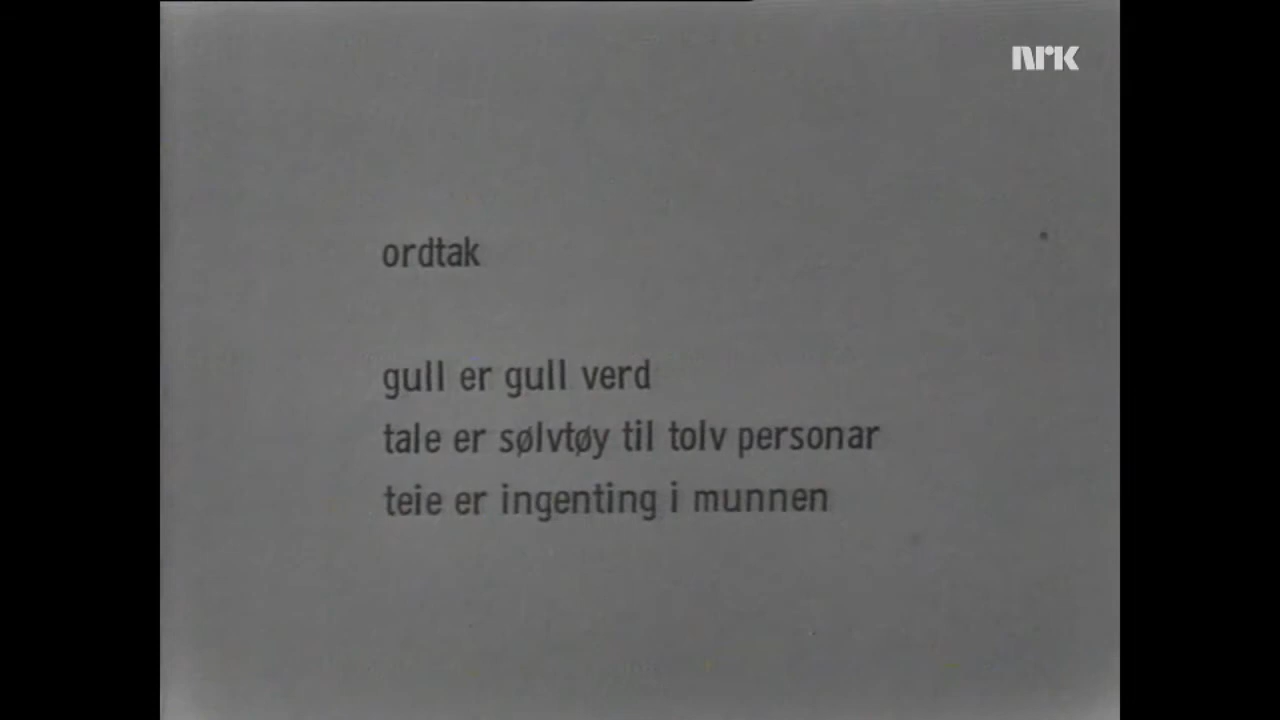 NRK
ordtak
gull er gull verd
tale er sølvtøy til tolv personar
teie er ingenting i munnen